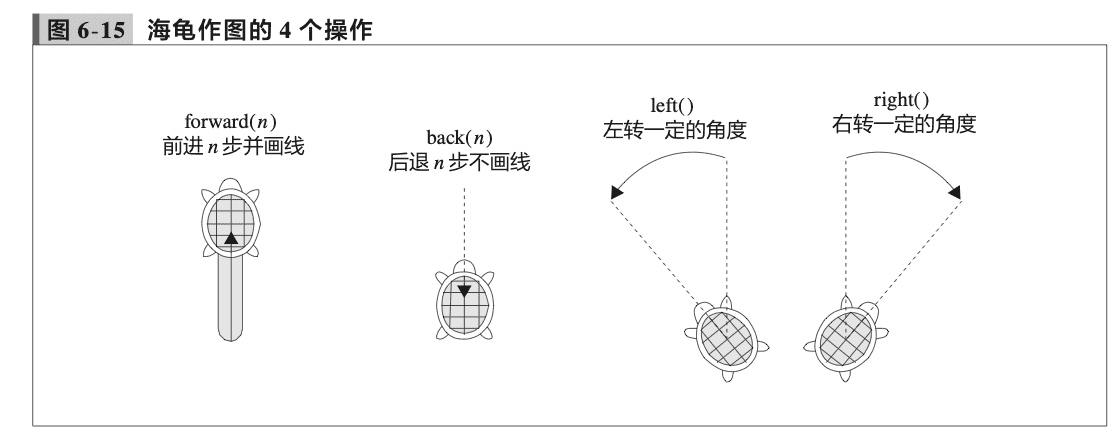 图 6-15 海龟作图的 4 个操作
forward(n)
前进 n 步并画线
back(n)
后退 n 步不画线
left()
左转一定的角度
right()
右转一定的角度